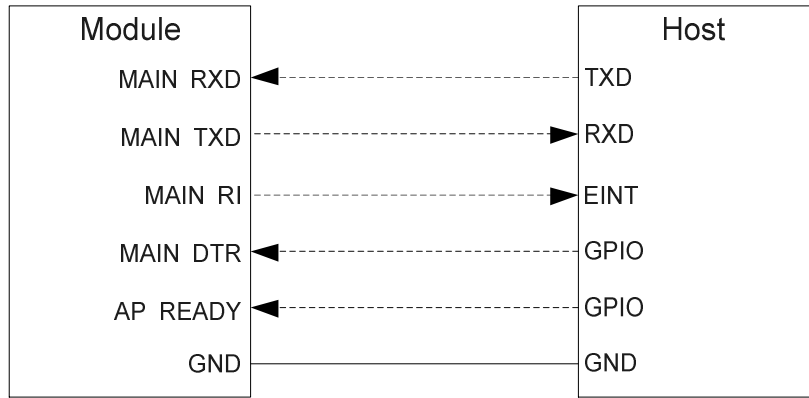 Module Host
MAIN RXD TXD
MAIN TXD RXD
MAIN RI EINT
MAIN DTR GPIO
AP READY GPIO
GND GND